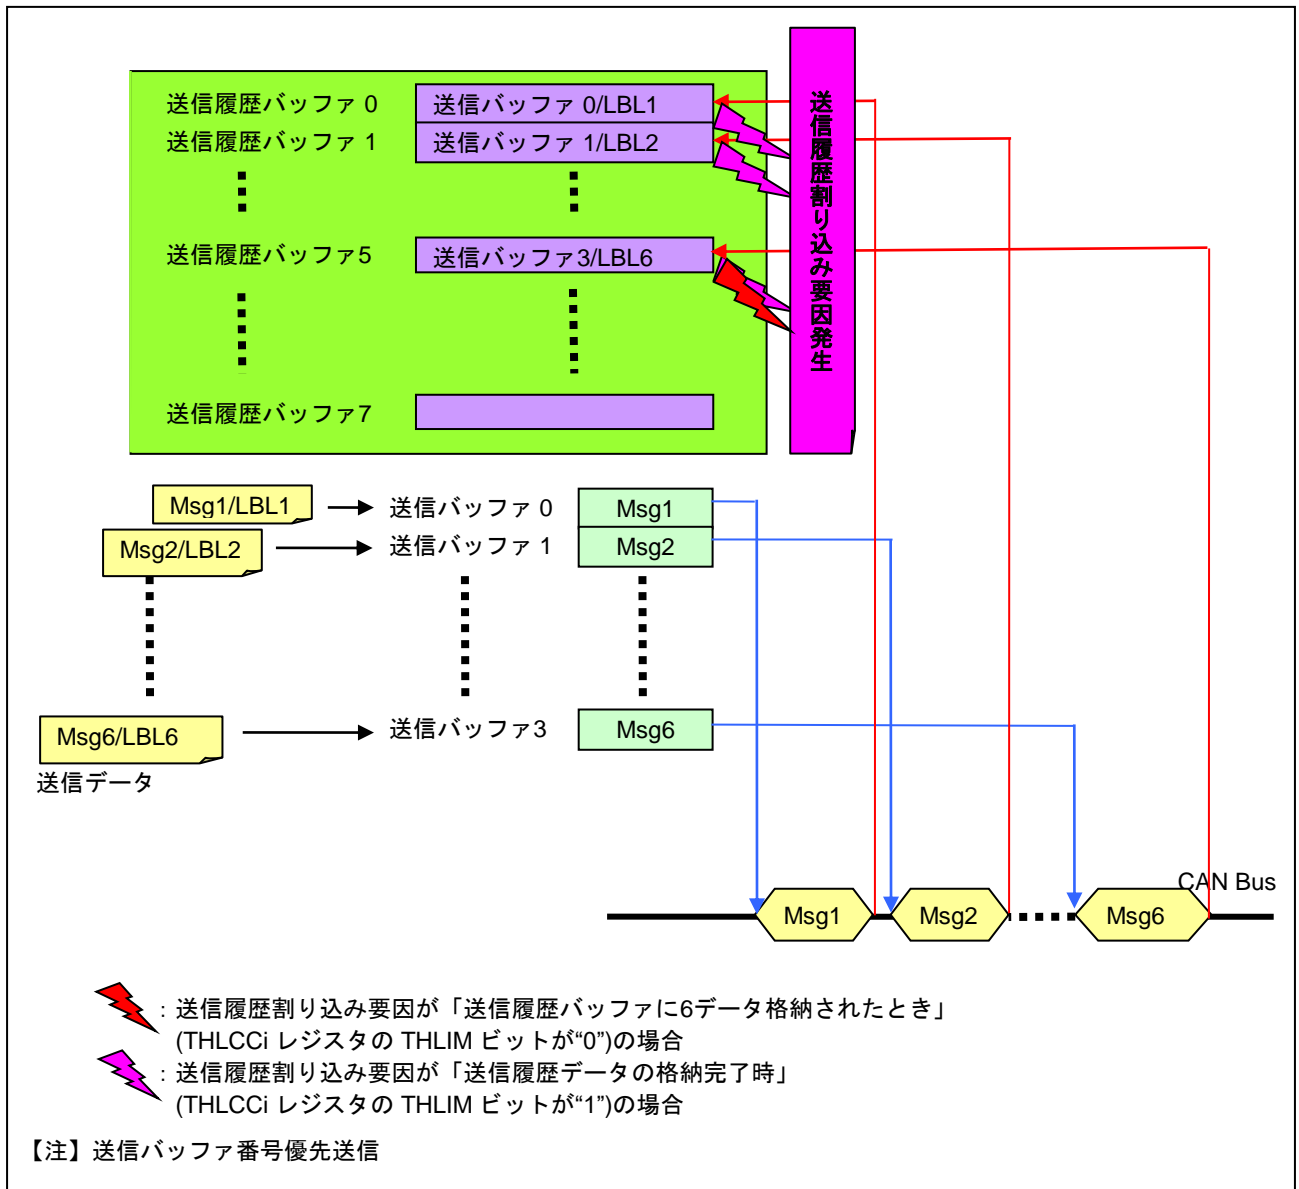 送信履歴バッファ 0
送信バッファ 0/LBL1
送信履歴バッファ 1
送信バッファ 1/LBL2
送信履歴バッファ5
送信バッファ3/LBL6
送信履歴バッファ7
送信履歴割り込み要因発生
Msg1/LBL1
送信バッファ 0
Msg1
Msg2/LBL2
送信バッファ 1
Msg2
Msg6/LBL6
送信バッファ3
Msg6
送信データ
CAN Bus
Msg1
Msg2
Msg6
: 送信履歴割り込み要因が「送信履歴バッファに6データ格納されたとき」
(THLCCi レジスタの THLIM ビットが“0”)の場合
: 送信履歴割り込み要因が「送信履歴データの格納完了時」
(THLCCi レジスタの THLIM ビットが“1”)の場合
【注】送信バッファ番号優先送信